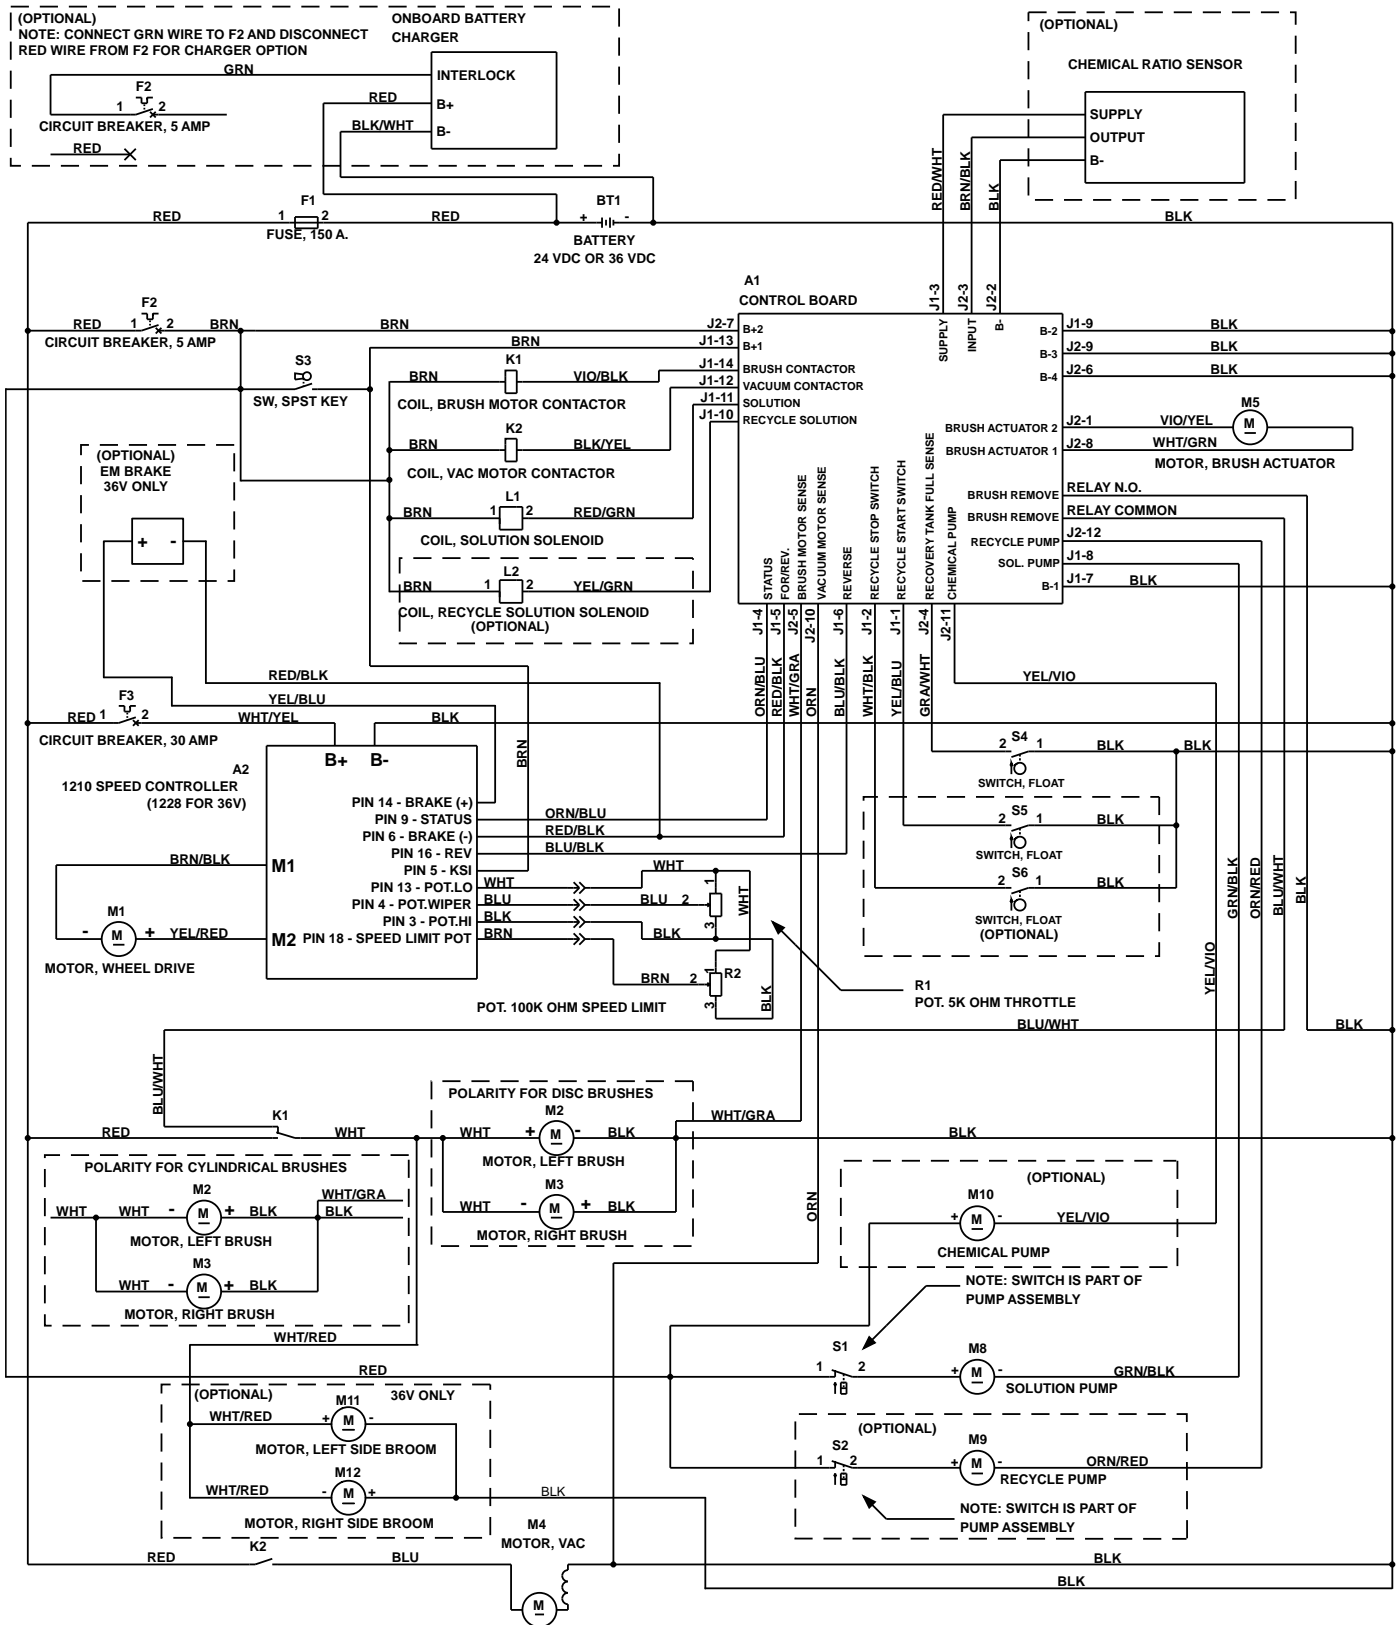 (OPTIONAL)
NOTE: CONNECT GRN WIRE TO F2 AND DISCONNECT
RED WIRE FROM F2 FOR CHARGER OPTION
ONBOARD BATTERY
CHARGER
GRN
INTERLOCK
F2
1 2
CIRCUIT BREAKER, 5 AMP
RED
RED
B+
BLK/WHT
B-
(OPTIONAL)
CHEMICAL RATIO SENSOR
SUPPLY
OUTPUT
B-
RED/WHT
BRN/BLK
BLK
RED
F1
1 2
FUSE, 150 A.
RED
BT1
+ -
BATTERY
24 VDC OR 36 VDC
BLK
A1
CONTROL BOARD
J1-3
J2-3
J2-2
SUPPLY
INPUT
B-
RED
F2
1 2
BRN
CIRCUIT BREAKER, 5 AMP
BRN
J2-7
B+2
BRN
J1-13
B+1
S3
SW, SPST KEY
BRN
K1
VIO/BLK
COIL, BRUSH MOTOR CONTACTOR
J1-14
BRUSH CONTACTOR
J1-12
VACUUM CONTACTOR
J1-11
SOLUTION
J1-10
RECYCLE SOLUTION
BRN
K2
BLK/YEL
COIL, VAC MOTOR CONTACTOR
BRN
L1
1 2
RED/GRN
COIL, SOLUTION SOLENOID
BRN
L2
1 2
YEL/GRN
COIL, RECYCLE SOLUTION SOLENOID
(OPTIONAL)
B-2
J1-9
BLK
B-3
J2-9
BLK
B-4
J2-6
BLK
BRUSH ACTUATOR 2
J2-1
VIO/YEL
M5
M
BRUSH ACTUATOR 1
J2-8
WHT/GRN
MOTOR, BRUSH ACTUATOR
BRUSH REMOVE
RELAY N.O.
BRUSH REMOVE
RELAY COMMON
RECYCLE PUMP
J2-12
SOL. PUMP
J1-8
B-1
J1-7
BLK
STATUS
FOR/REV.
BRUSH MOTOR SENSE
VACUUM MOTOR SENSE
REVERSE
RECYCLE STOP SWITCH
RECYCLE START SWITCH
RECOVERY TANK FULL SENSE
CHEMICAL PUMP
J1-4
J1-5
J2-5
J2-10
J1-6
J1-2
J1-1
J2-4
J2-11
ORN/BLU
RED/BLK
WHT/GRA
ORN
BLU/BLK
WHT/BLK
YEL/BLU
GRA/WHT
YEL/VIO
(OPTIONAL)
EM BRAKE
36V ONLY
+ -
RED/BLK
YEL/BLU
RED
F3
1 2
WHT/YEL
CIRCUIT BREAKER, 30 AMP
BLK
BRN
A2
1210 SPEED CONTROLLER
(1228 FOR 36V)
B+ B-
PIN 14 - BRAKE (+)
PIN 9 - STATUS
ORN/BLU
PIN 6 - BRAKE (-)
RED/BLK
PIN 16 - REV
BLU/BLK
PIN 5 - KSI
PIN 13 - POT.LO
WHT
WHT
PIN 4 - POT.WIPER
BLU
BLU
2
PIN 3 - POT.HI
BLK
BLK
PIN 18 - SPEED LIMIT POT
BRN
BRN
2
1
3
WHT
1
3
R2
BLK
POT. 100K OHM SPEED LIMIT
R1
POT. 5K OHM THROTTLE
BRN/BLK
M1
M1
- M +
YEL/RED
M2
MOTOR, WHEEL DRIVE
S4
2 1
BLK
BLK
SWITCH, FLOAT
S5
2 1
BLK
SWITCH, FLOAT
S6
2 1
BLK
SWITCH, FLOAT
(OPTIONAL)
YEL/VIO
GRN/BLK
ORN/RED
BLU/WHT
BLK
BLU/WHT
BLK
BLU/WHT
RED
K1
WHT
POLARITY FOR DISC BRUSHES
WHT
M2
+ M -
BLK
MOTOR, LEFT BRUSH
WHT
M3
- M +
BLK
MOTOR, RIGHT BRUSH
WHT/GRA
BLK
POLARITY FOR CYLINDRICAL BRUSHES
WHT
WHT
M2
- M +
BLK
WHT/GRA
BLK
MOTOR, LEFT BRUSH
WHT
M3
- M +
BLK
MOTOR, RIGHT BRUSH
ORN
(OPTIONAL)
M10
+ M -
YEL/VIO
CHEMICAL PUMP
NOTE: SWITCH IS PART OF
PUMP ASSEMBLY
WHT/RED
RED
S1
1 2
M8
+ M -
GRN/BLK
SOLUTION PUMP
(OPTIONAL)
36V ONLY
WHT/RED
M11
+ M -
MOTOR, LEFT SIDE BROOM
WHT/RED
M12
- M +
MOTOR, RIGHT SIDE BROOM
BLK
(OPTIONAL)
S2
1 2
M9
+ M -
ORN/RED
RECYCLE PUMP
NOTE: SWITCH IS PART OF
PUMP ASSEMBLY
RED
K2
BLU
M4
MOTOR, VAC
M
BLK
BLK